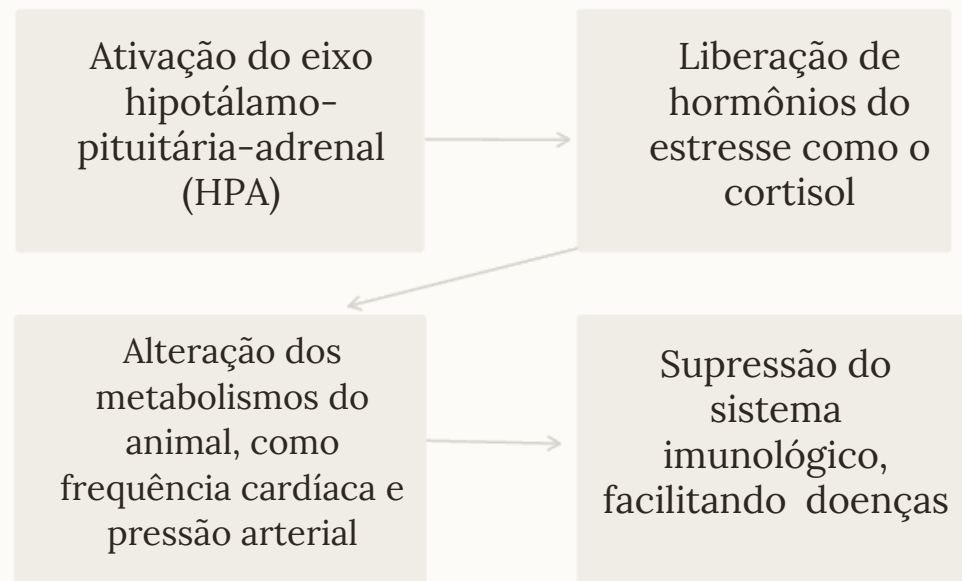 Ativação do eixo
hipotálamo-
pituitária-adrenal
(HPA)
Liberação de
hormônios do
estresse como o
cortisol
Alteração dos
metabolismos do
animal, como
frequência cardíaca e
pressão arterial
Supressão do
sistema
imunológico,
facilitando  doenças